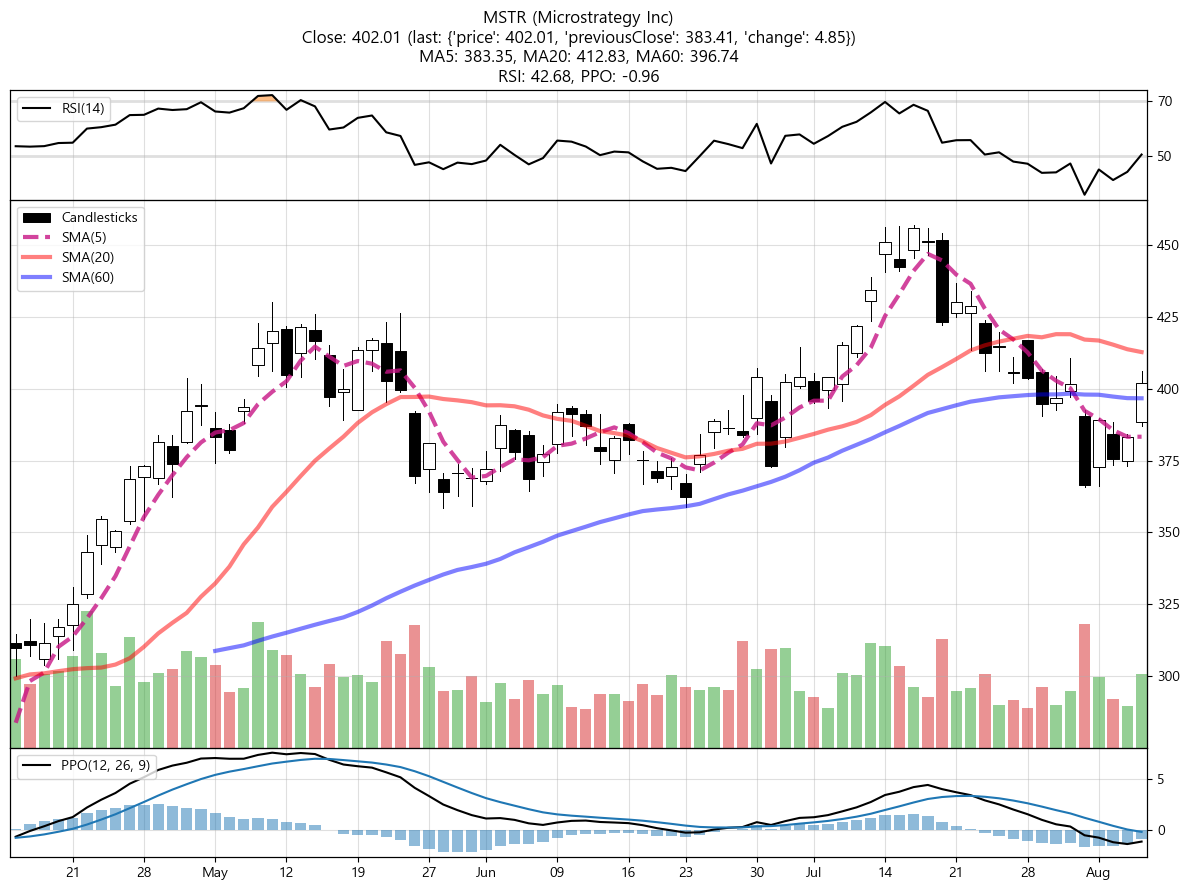 MSTR (Microstrategy Inc)
Close: 402.01 (last: {'price': 402.01, 'previousClose': 383.41, 'change': 4.85})
MA5: 383.35, MA20: 412.83, MA60: 396.74
RSI: 42.68, PPO: -0.96
RSI(14)
70
50
Candlesticks
SMA(5)
SMA(20)
SMA(60)
450
425
400
375
350
325
300
PPO(12, 26, 9)
5
0
21 28 May 12 19 27 Jun 09 16 23 30 Jul 14 21 28 Aug